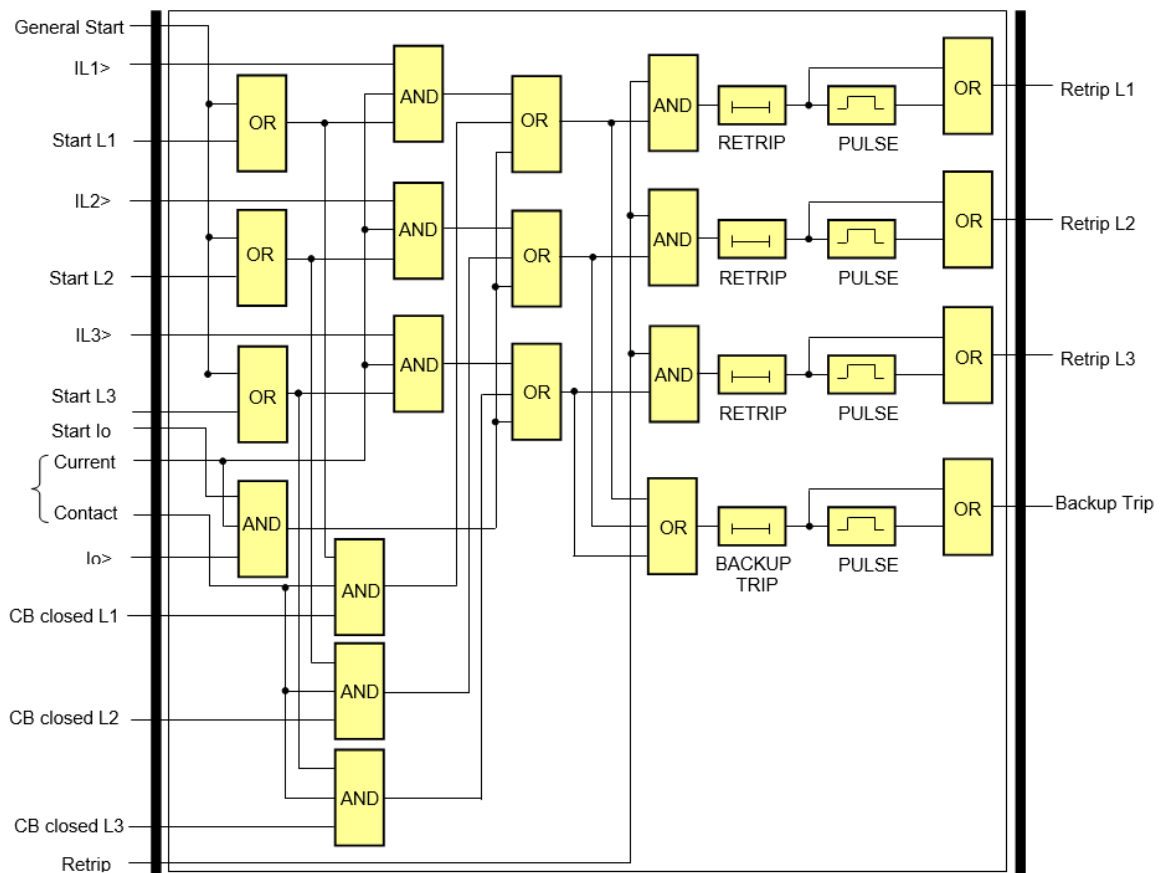 General Start
IL1>
Start L1
IL2>
Start L2
IL3>
Start L3
Start Io
Current
Contact
Io>
CB closed L1
CB closed L2
CB closed L3
Retrip
OR
OR
OR
AND
AND
AND
AND
AND
AND
AND
OR
OR
OR
AND
AND
AND
OR
RETRIP
RETRIP
RETRIP
BACKUP
TRIP
PULSE
PULSE
PULSE
PULSE
OR
OR
OR
OR
Retrip L1
Retrip L2
Retrip L3
Backup Trip